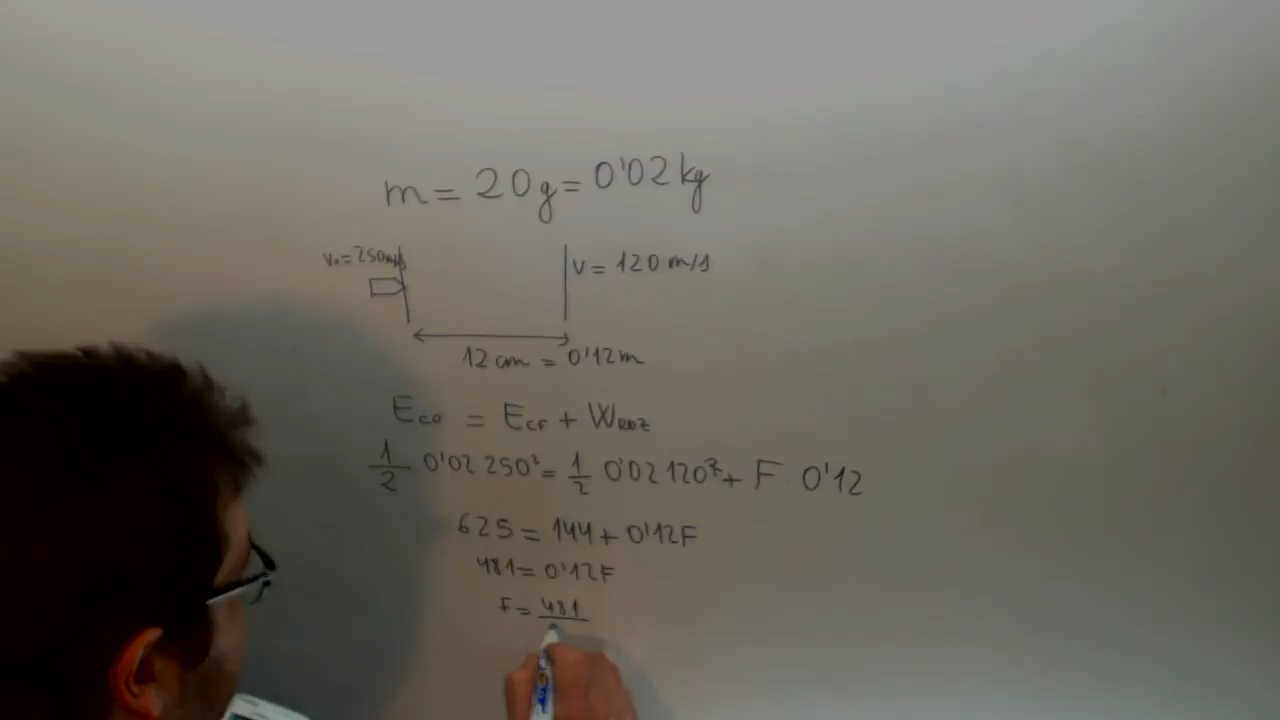 m = 20g = 0'02 kg
v₀ = 250 m/s
v = 120 m/s
12 cm = 0'12 m
Eco = Ecf + WROZ
1/2 0'02 250² = 1/2 0'02 120² + F 0'12
625 = 144 + 0'12F
481 = 0'12F
F = 481